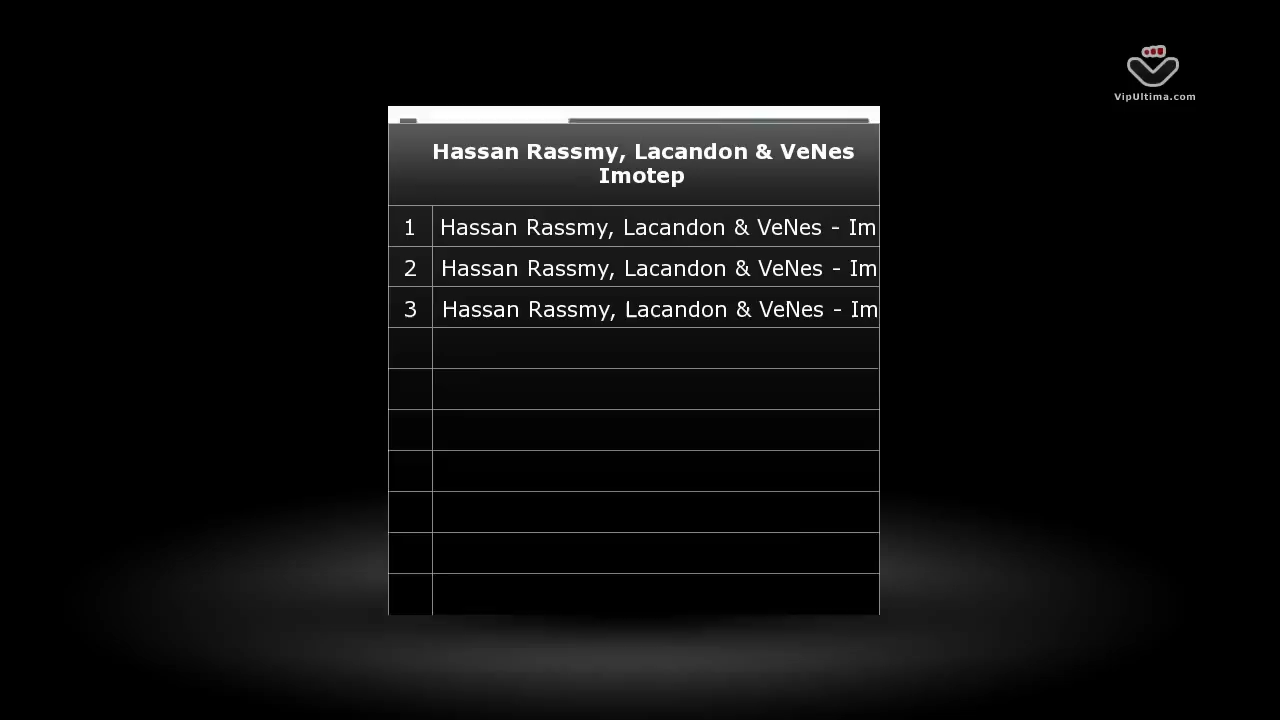 VipUltima.com
Hassan Rassmy, Lacandon & VeNes
Imotep
1 Hassan Rassmy, Lacandon & VeNes - Im
2 Hassan Rassmy, Lacandon & VeNes - Im
3 Hassan Rassmy, Lacandon & VeNes - Im